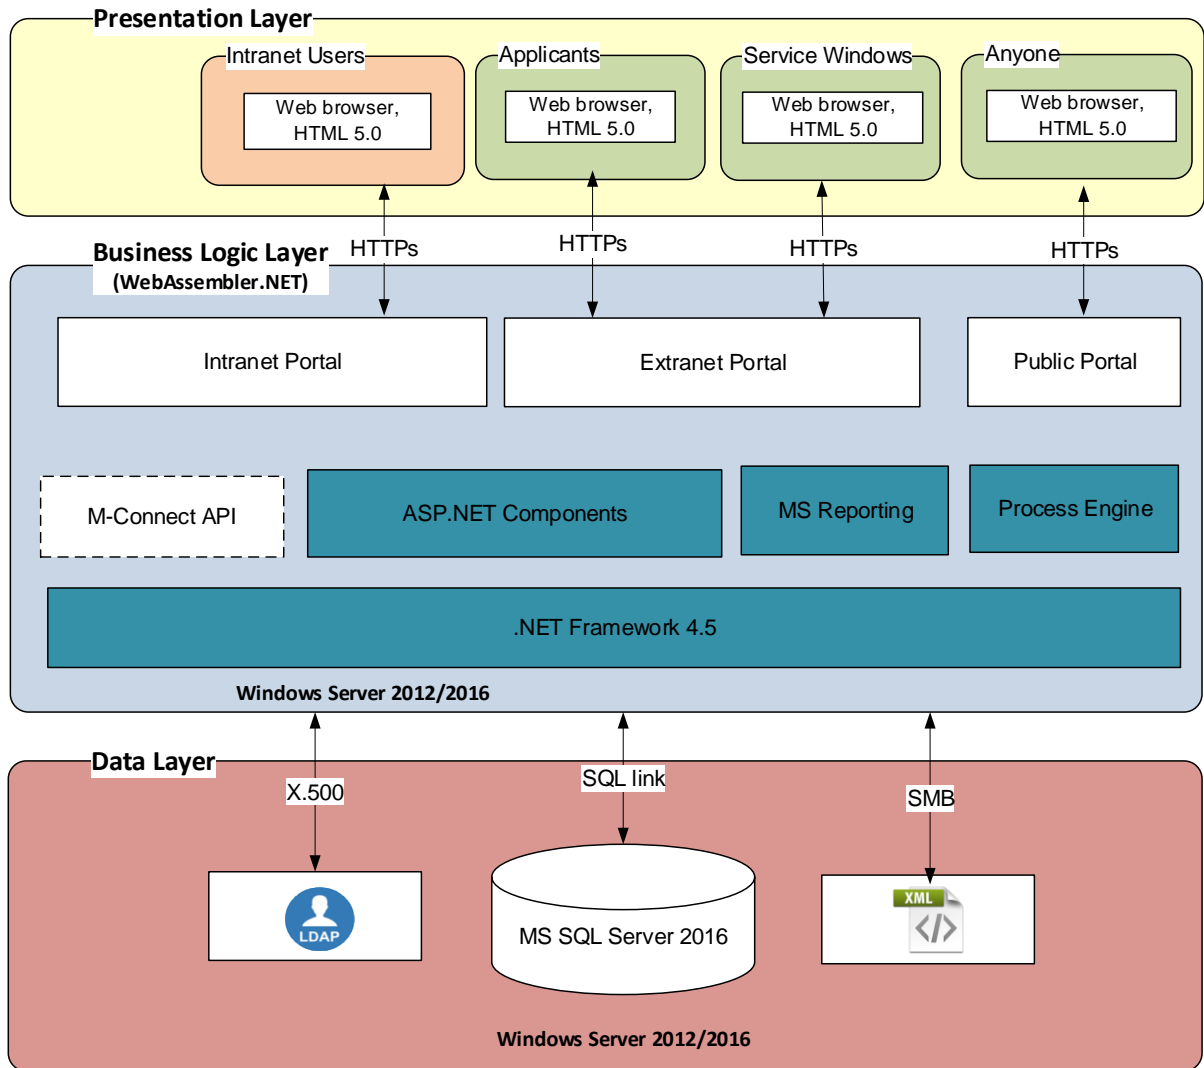 Presentation Layer
Intranet Users
Applicants
Service Windows
Anyone
Web browser,
HTML 5.0
Web browser,
HTML 5.0
Web browser,
HTML 5.0
Web browser,
HTML 5.0
HTTPs
HTTPs
HTTPs
HTTPs
Business Logic Layer
(WebAssembler.NET)
Intranet Portal
Extranet Portal
Public Portal
M-Connect API
ASP.NET Components
MS Reporting
Process Engine
.NET Framework 4.5
Windows Server 2012/2016
Data Layer
X.500
SQL link
SMB
LDAP
MS SQL Server 2016
XML
</>
Windows Server 2012/2016